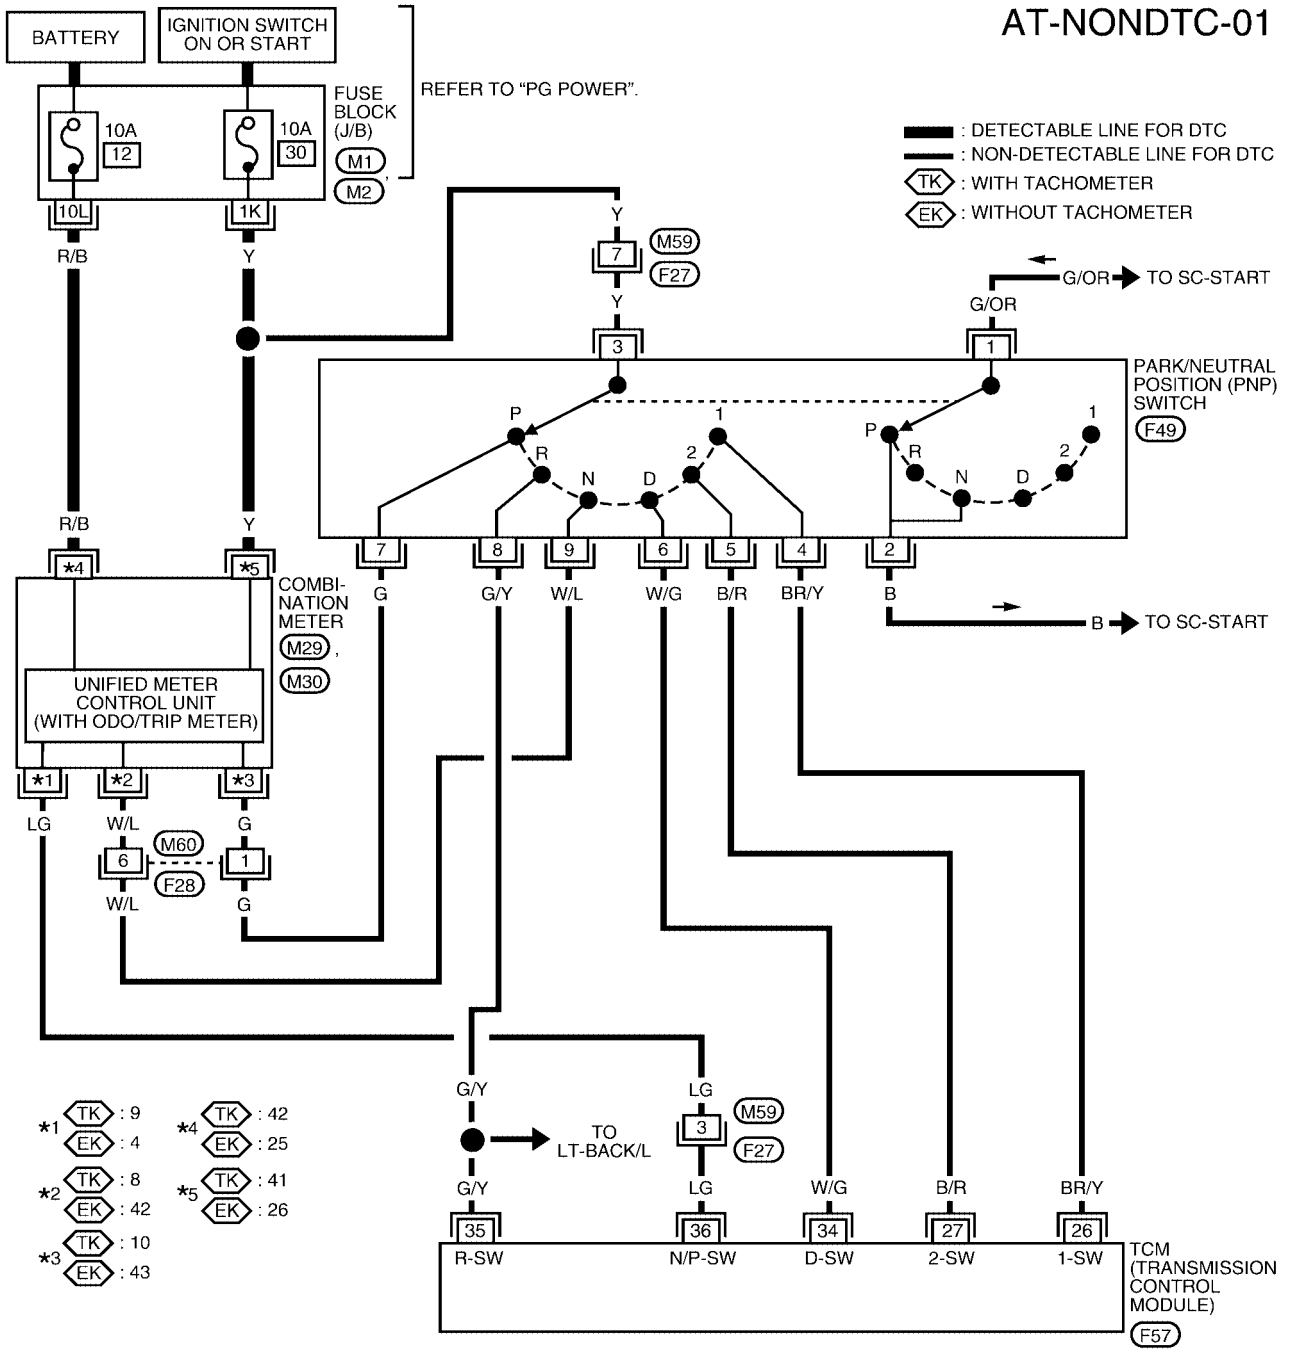 AT-NONDTC-01
BATTERY
IGNITION SWITCH
ON OR START
REFER TO “PG POWER”.
FUSE
BLOCK
(J/B)
M1 ,
M2
10A
12
10A
30
: DETECTABLE LINE FOR DTC
: NON-DETECTABLE LINE FOR DTC
TK : WITH TACHOMETER
EK : WITHOUT TACHOMETER
10L
1K
R/B
Y
Y
7
M59
F27
Y
3
G/OR
TO SC-START
G/OR
1
PARK/NEUTRAL
POSITION (PNP)
SWITCH
F49
P
R
N
D
2
1
P
R
N
D
2
1
R/B
Y
7
8
9
6
5
4
2
G
G/Y
W/L
W/G
B/R
BR/Y
B
B
TO SC-START
★4
★5
COMBI-
NATION
METER
M29 ,
M30
UNIFIED METER
CONTROL UNIT
(WITH ODO/TRIP METER)
★1
★2
★3
LG
W/L
G
6
M60
F28
1
W/L
G
G/Y
TO
LT-BACK/L
G/Y
LG
3
M59
F27
LG
W/G
B/R
BR/Y
★1 TK : 9
EK : 4
★2 TK : 8
EK : 42
★3 TK : 10
EK : 43
★4 TK : 42
EK : 25
★5 TK : 41
EK : 26
35
36
34
27
26
R-SW
N/P-SW
D-SW
2-SW
1-SW
TCM
(TRANSMISSION
CONTROL
MODULE)
F57